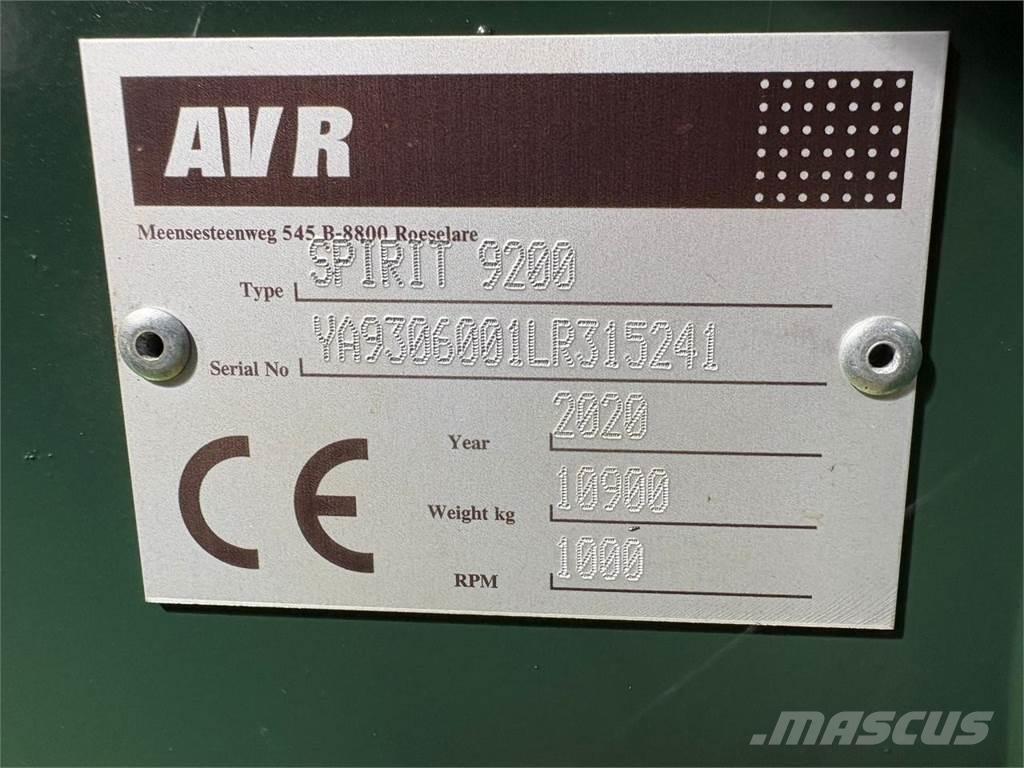 AVR
Meensesteenweg 545 B-8800 Roeselare
Type SPIRIT 9200
Serial No YA9306001LR315241
Year 2020
Weight kg 10900
RPM 1000
CE
.MASCUS